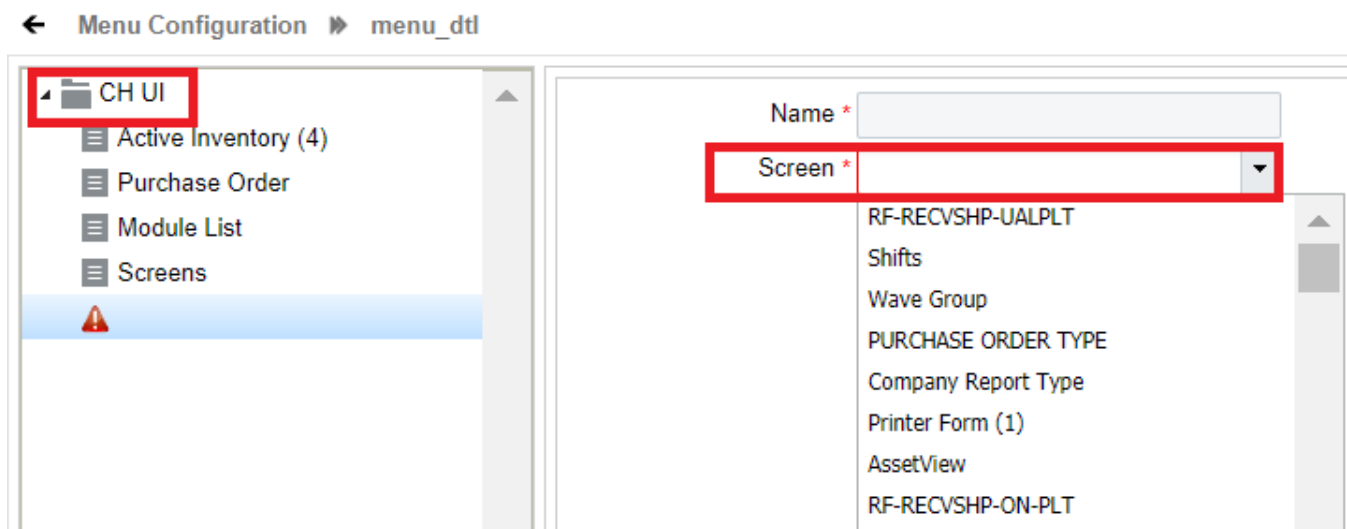 Menu Configuration menu_dtl
CH UI
Active Inventory (4)
Purchase Order
Module List
Screens
Name *
Screen *
RF-RECVSHP-UALPLT
Shifts
Wave Group
PURCHASE ORDER TYPE
Company Report Type
Printer Form (1)
AssetView
RF-RECVSHP-ON-PLT